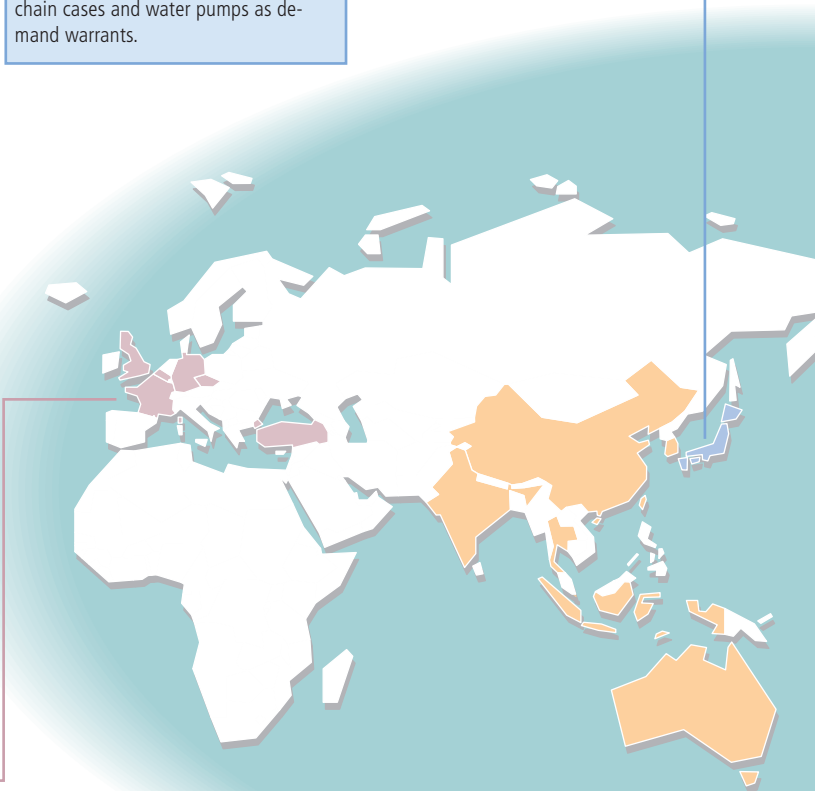 chain cases and water pumps as de-
mand warrants.